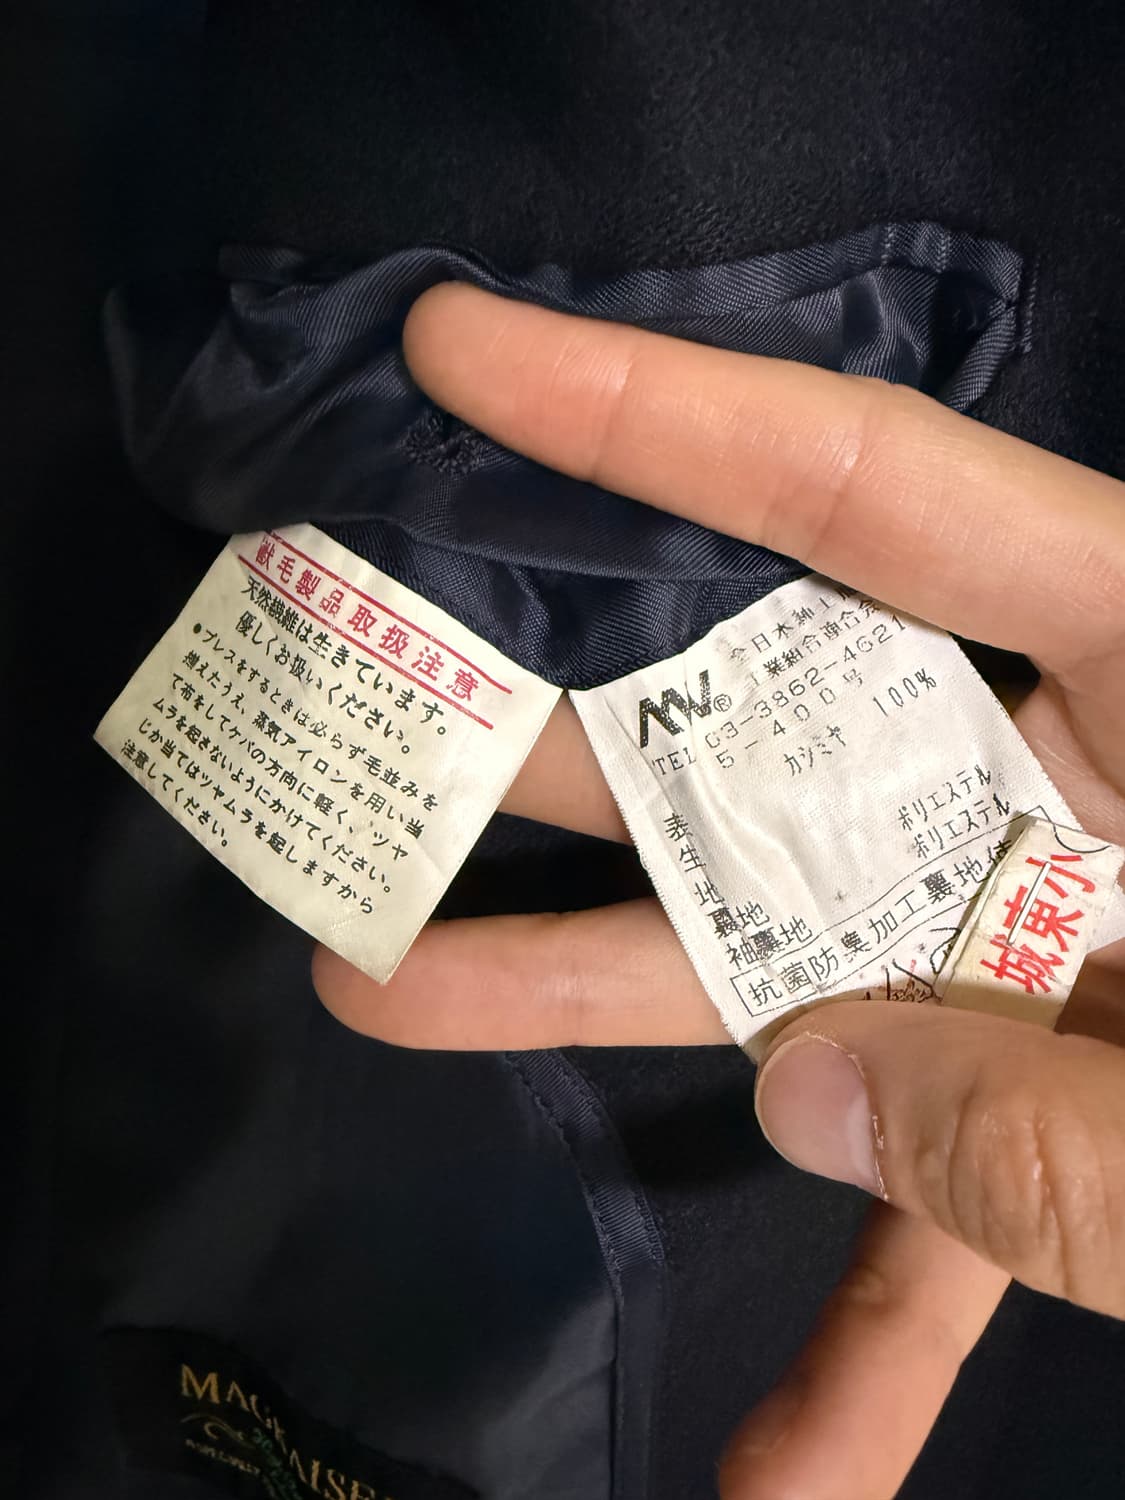 獣毛製品取扱注意
天然繊維は生きています。
優しくお扱いください。
●プレスをするときは必ず毛並みを
揃えたうえ、蒸気アイロンを用い当
て布をしてケバの方向に軽く、ツヤ
ムラを起さないようにかけてください。
じか当てはツヤムラを起しますから
注意してください。
全日本紳士服
工業組合連合会
®
TEL 03-3862-4621
5-400号
カシミヤ 100%
表生地
裏地 ポリエステル
袖裏地 ポリエステル
抗菌防臭加工裏地使
小東城